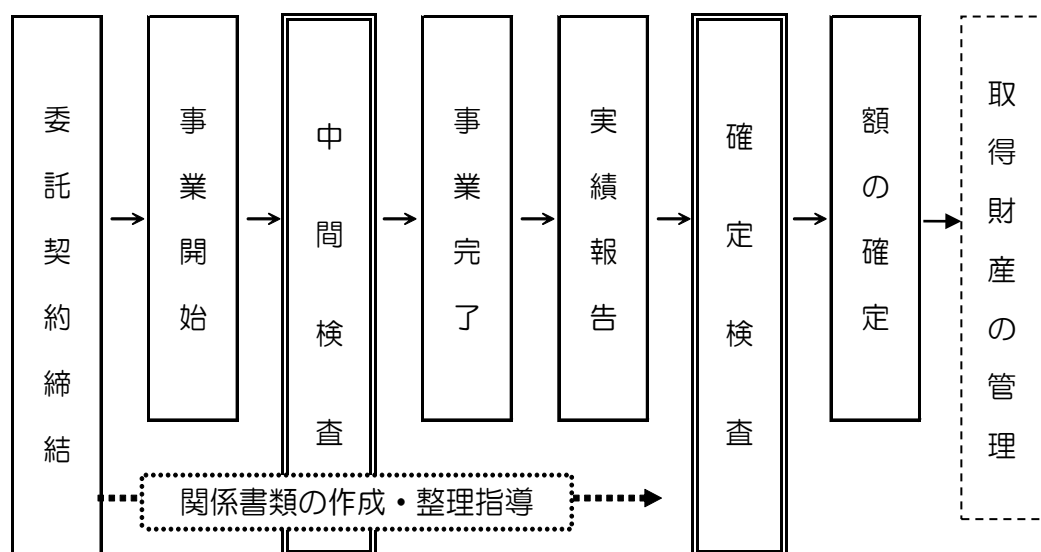 委託契約締結
事業開始
中間検査
事業完了
実績報告
確定検査
額の確定
取得財産の管理
関係書類の作成・整理指導